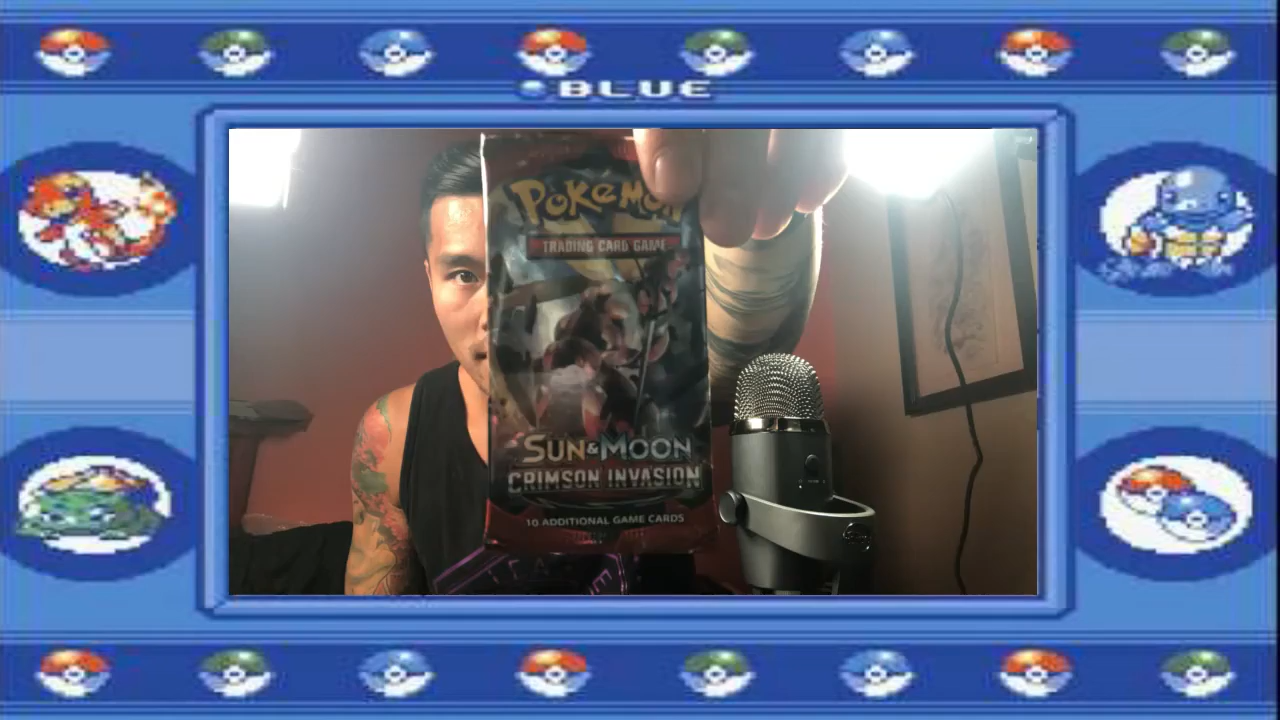 BLUE
POKéMON
TRADING CARD GAME
SUN & MOON
CRIMSON INVASION
10 ADDITIONAL GAME CARDS